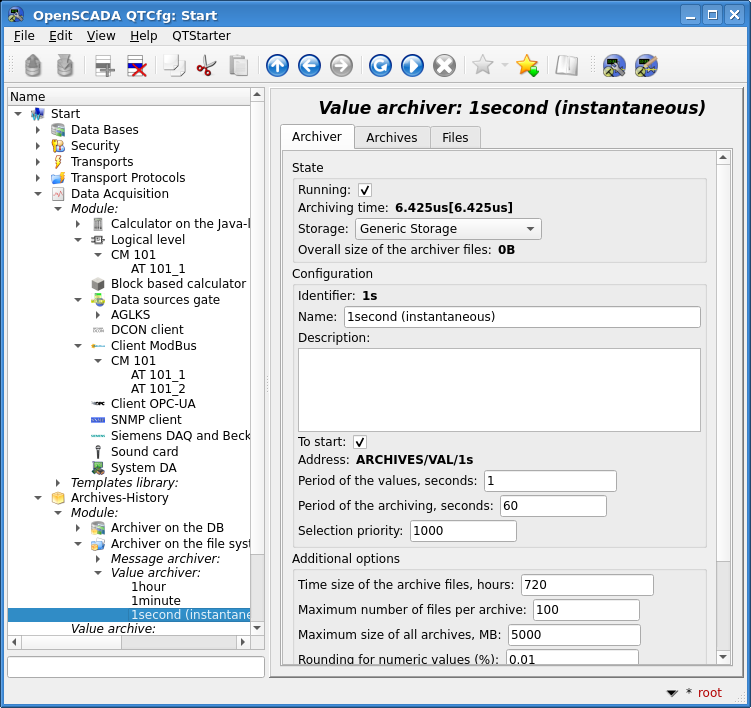 OpenSCADA QTCfg: Start
File Edit View Help QTStarter
Name
Start
Data Bases
Security
Transports
Transport Protocols
Data Acquisition
Module:
Calculator on the Java-l
Logical level
CM 101
AT 101_1
Block based calculator
Data sources gate
AGLKS
DCON client
Client ModBus
CM 101
AT 101_1
AT 101_2
Client OPC-UA
SNMP client
Siemens DAQ and Beck
Sound card
System DA
Templates library:
Archives-History
Module:
Archiver on the DB
Archiver on the file syst
Message archiver:
Value archiver:
1hour
1minute
1second (instantane
Value archive:
Value archiver: 1second (instantaneous)
Archiver Archives Files
State
Running:
Archiving time: 6.425us[6.425us]
Storage: Generic Storage
Overall size of the archiver files: 0B
Configuration
Identifier: 1s
Name: 1second (instantaneous)
Description:
To start:
Address: ARCHIVES/VAL/1s
Period of the values, seconds: 1
Period of the archiving, seconds: 60
Selection priority: 1000
Additional options
Time size of the archive files, hours: 720
Maximum number of files per archive: 100
Maximum size of all archives, MB: 5000
Rounding for numeric values (%): 0.01
* root